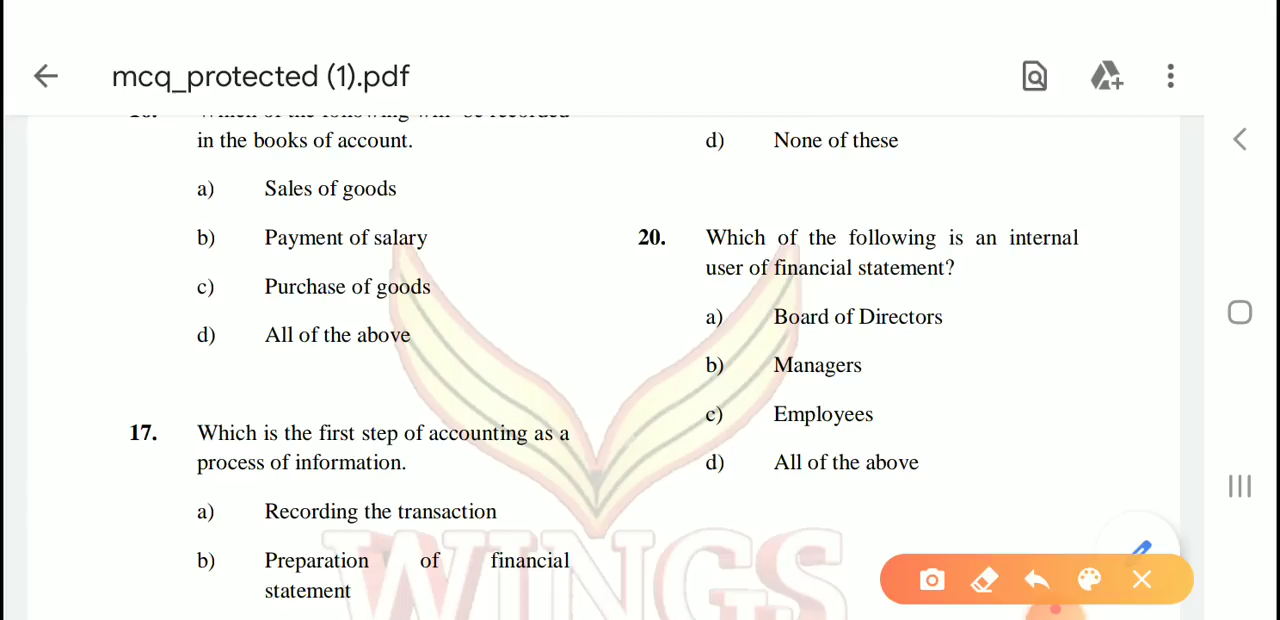 mcq_protected (1).pdf
in the books of account.
a) Sales of goods
b) Payment of salary
c) Purchase of goods
d) All of the above
17. Which is the first step of accounting as a
process of information.
a) Recording the transaction
b) Preparation of financial
statement
d) None of these
20. Which of the following is an internal
user of financial statement?
a) Board of Directors
b) Managers
c) Employees
d) All of the above
WINGS